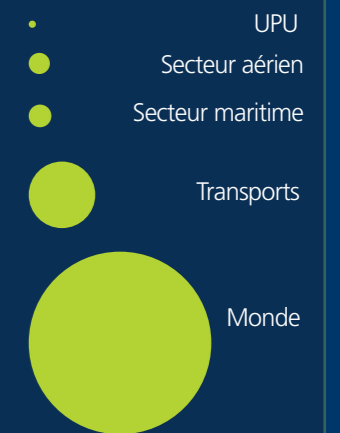 UPU
Secteur aérien
Secteur maritime
Transports
Monde